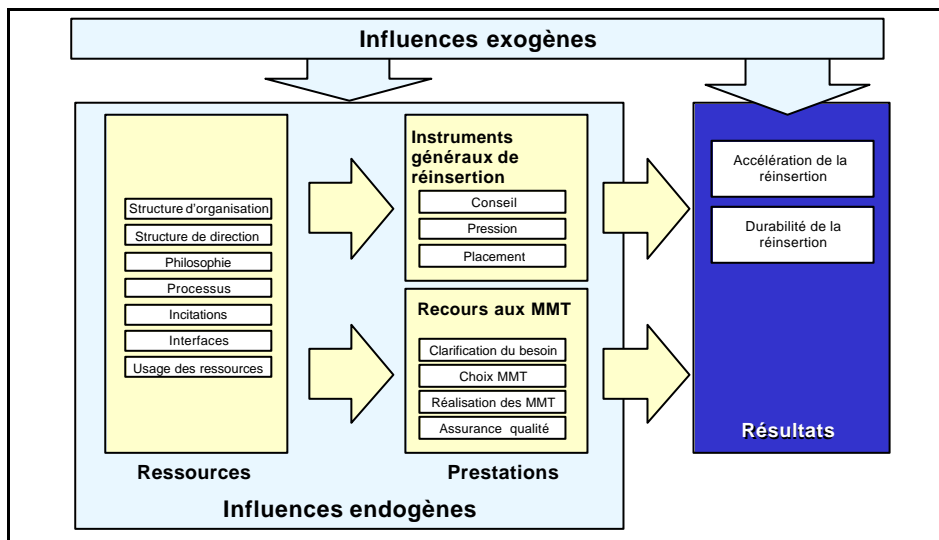 Influences exogènes
Structure d'organisation
Structure de direction
Philosophie
Processus
Incitations
Interfaces
Usage des ressources
Ressources
Instruments
généraux de
réinsertion
Conseil
Pression
Placement
Recours aux MMT
Clarification du besoin
Choix MMT
Réalisation des MMT
Assurance qualité
Prestations
Influences endogènes
Accélération de la
réinsertion
Durabilité de la
réinsertion
Résultats